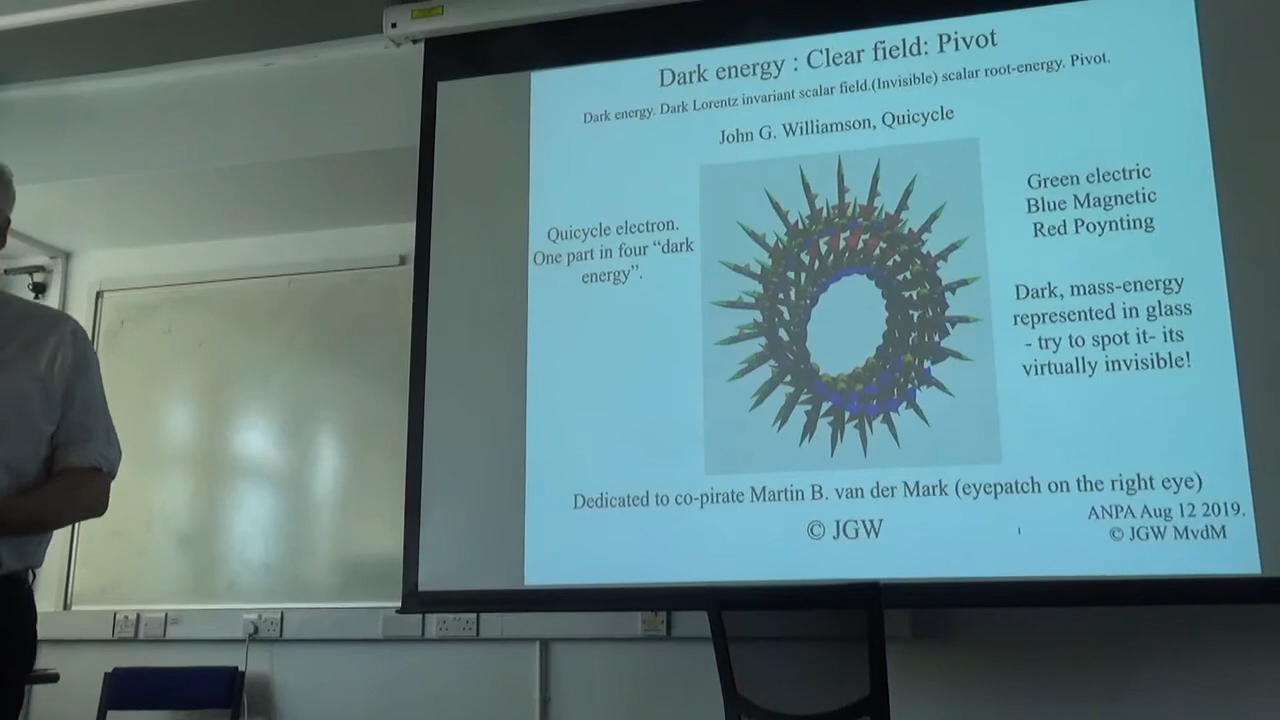 Dark energy : Clear field: Pivot
Dark energy. Dark Lorentz invariant scalar field.(Invisible) scalar root-energy. Pivot.
John G. Williamson, Quicycle
Quicycle electron.
One part in four “dark
energy”.
Green electric
Blue Magnetic
Red Poynting
Dark, mass-energy
represented in glass
- try to spot it- its
virtually invisible!
Dedicated to co-pirate Martin B. van der Mark (eyepatch on the right eye)
© JGW
ANPA Aug 12 2019.
© JGW MvdM